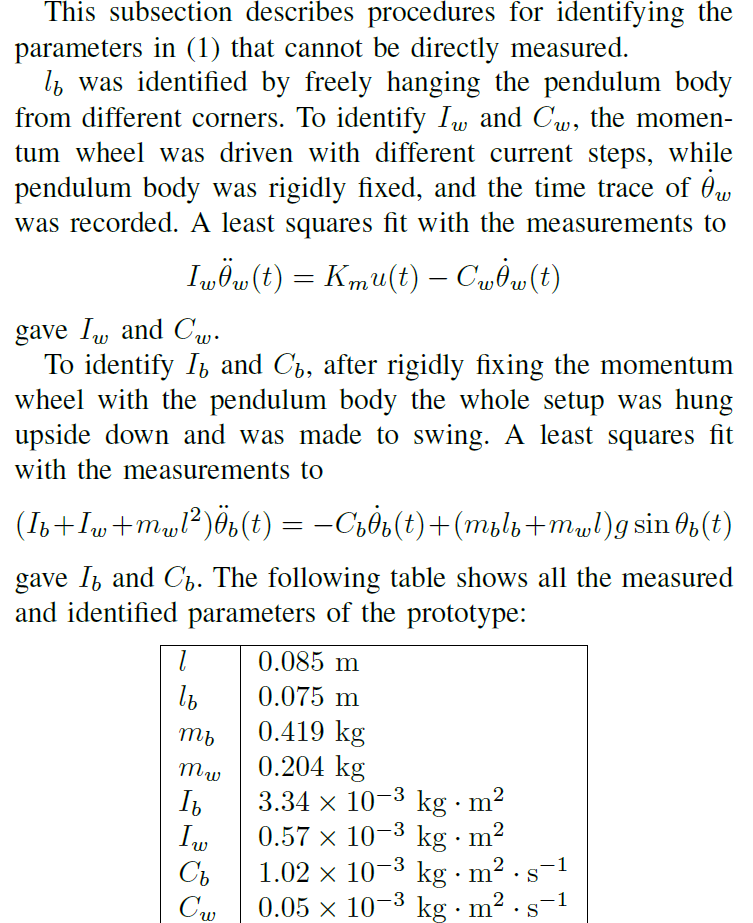 This subsection describes procedures for identifying the
parameters in (1) that cannot be directly measured.
l_b was identified by freely hanging the pendulum body
from different corners. To identify I_w and C_w, the momen-
tum wheel was driven with different current steps, while
pendulum body was rigidly fixed, and the time trace of θ̇_w
was recorded. A least squares fit with the measurements to
I_w θ̈_w(t) = K_m u(t) − C_w θ̇_w(t)
gave I_w and C_w.
To identify I_b and C_b, after rigidly fixing the momentum
wheel with the pendulum body the whole setup was hung
upside down and was made to swing. A least squares fit
with the measurements to
(I_b + I_w + m_w l²)θ̈_b(t) = −C_b θ̇_b(t) + (m_b l_b + m_w l)g sin θ_b(t)
gave I_b and C_b. The following table shows all the measured
and identified parameters of the prototype:
l 0.085 m
l_b 0.075 m
m_b 0.419 kg
m_w 0.204 kg
I_b 3.34 × 10⁻³ kg · m²
I_w 0.57 × 10⁻³ kg · m²
C_b 1.02 × 10⁻³ kg · m² · s⁻¹
C_w 0.05 × 10⁻³ kg · m² · s⁻¹